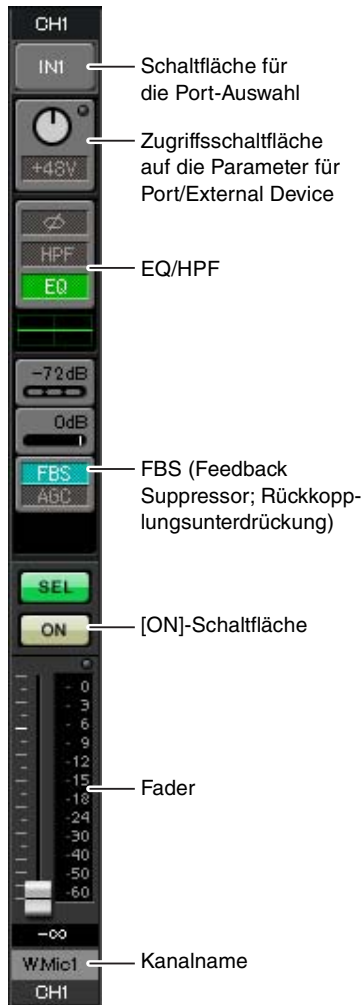 CH1
IN1
Schaltfläche für
die Port-Auswahl
+48V
Zugriffsschaltfläche
auf die Parameter für
Port/External Device
HPF
EQ
EQ/HPF
-72dB
0dB
FBS
AGC
FBS (Feedback
Suppressor; Rückkopp-
lungsunterdrückung)
SEL
ON
[ON]-Schaltfläche
0
3
6
9
-12
-15
-18
-24
-30
-40
-50
-60
Fader
-∞
W.Mic1
Kanalname
CH1